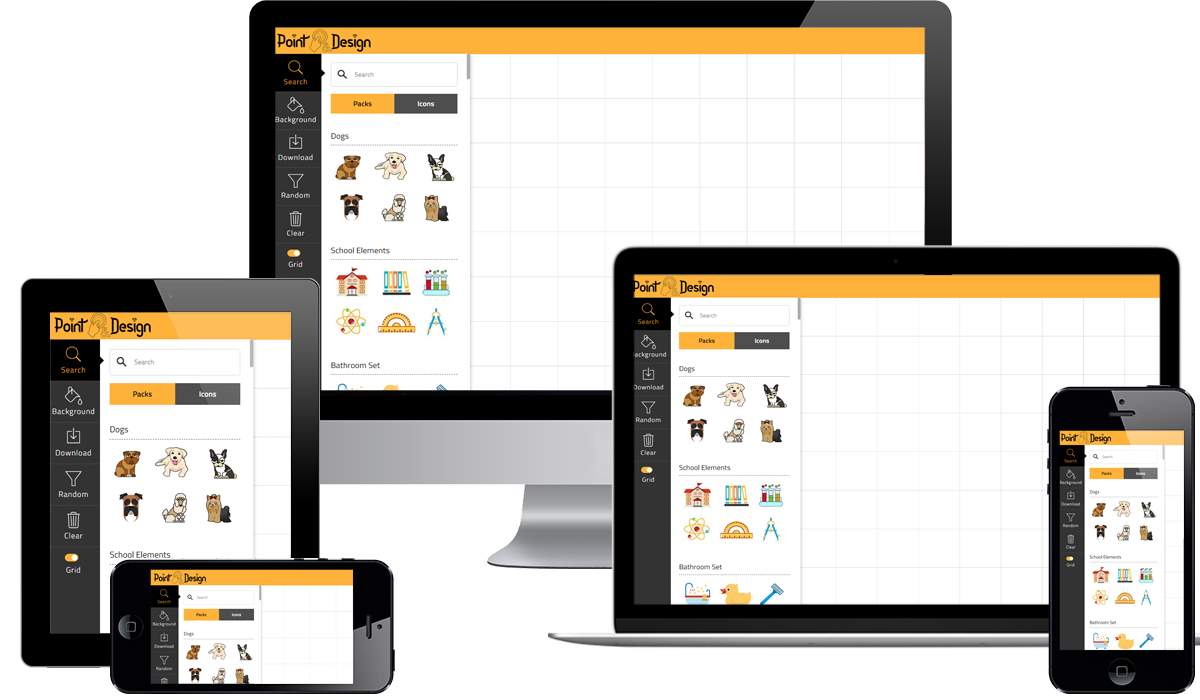 Point Design
Search
Background
Download
Random
Clear
Grid
Search
Packs Icons
Dogs
School Elements
Bathroom Set
Point Design
Search
Background
Download
Random
Clear
Grid
Search
Packs Icons
Dogs
School Elements
Point Design
Search
ackground
Download
Random
Clear
Grid
Search
Packs Icons
Dogs
School Elements
Bathroom Set
Point Design
Search
Background
Download
Random
Search
Packs Icons
Dogs
Point Design
Search
Background
Download
Random
Clear
Grid
Search
Packs Icons
Dogs
School Elements
Bathroom Set